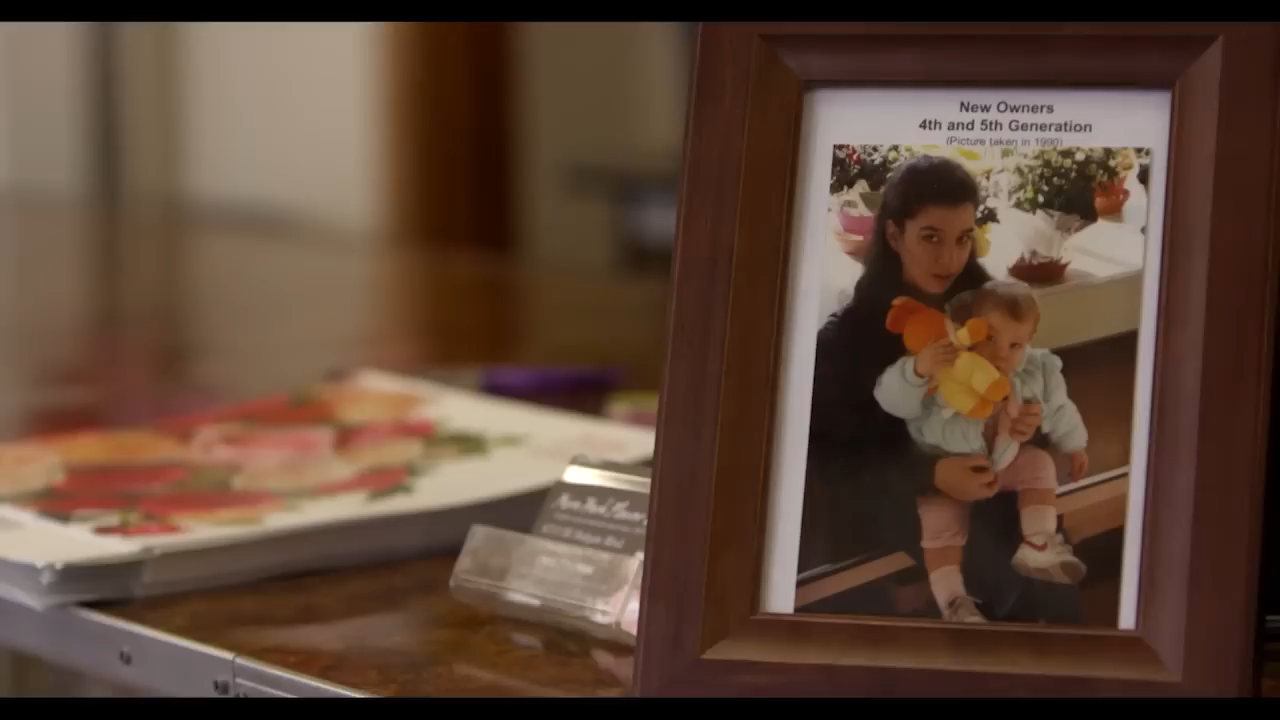 New Owners
4th and 5th Generation
(Picture taken in 1990)